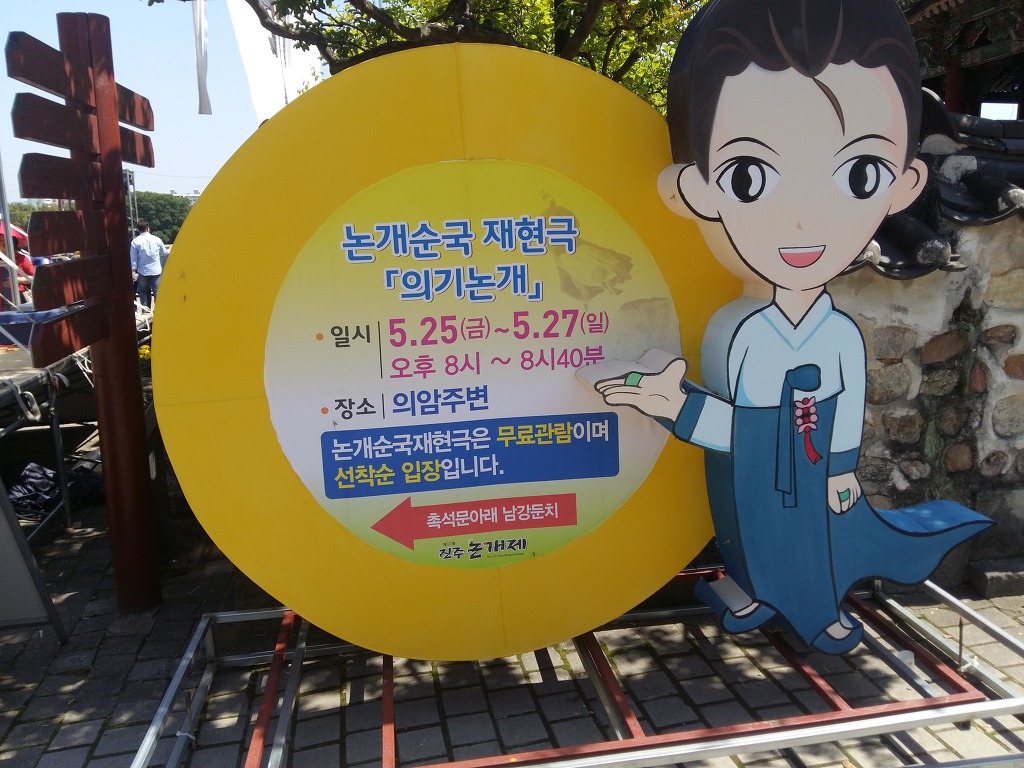 논개순국 재현극
「의기논개」
• 일시 5.25(금)~5.27(일)
오후 8시 ~ 8시40분
• 장소 의암주변
논개순국재현극은 무료관람이며
선착순 입장입니다.
촉석문아래 남강둔치
진주 논개제